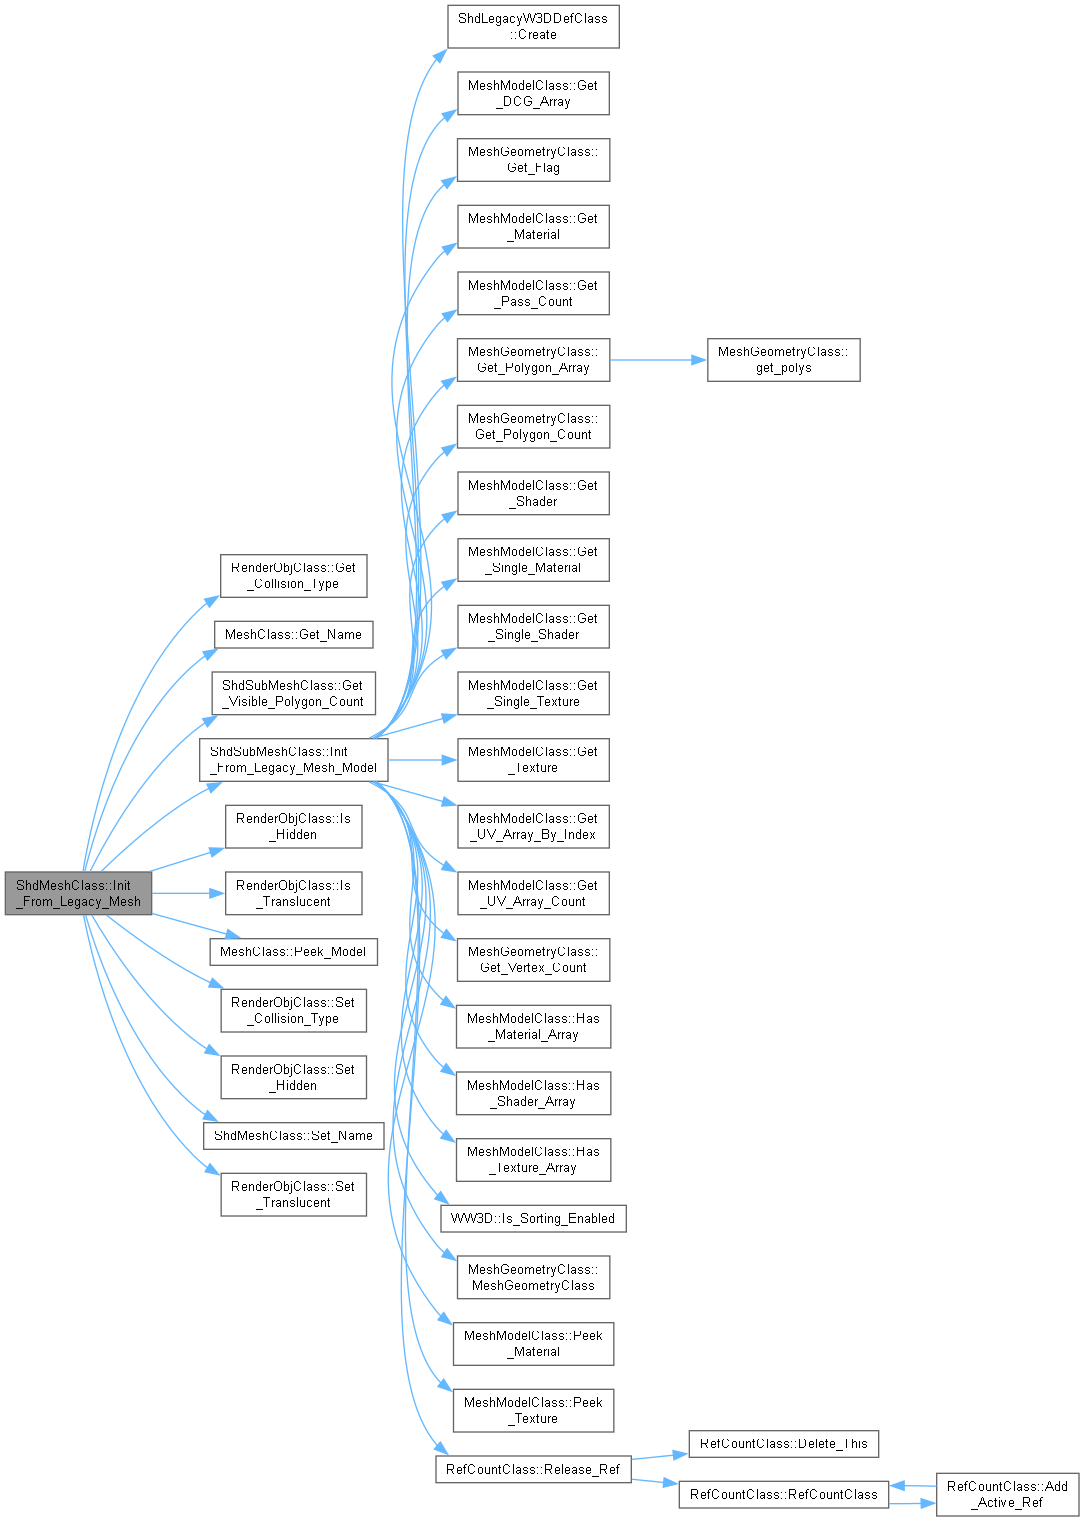 ShdLegacyW3DDefClass
::Create
MeshModelClass::Get
_DCG_Array
MeshGeometryClass::
Get_Flag
MeshModelClass::Get
_Material
MeshModelClass::Get
_Pass_Count
MeshGeometryClass::
Get_Polygon_Array
MeshGeometryClass::
get_polys
MeshGeometryClass::
Get_Polygon_Count
MeshModelClass::Get
_Shader
MeshModelClass::Get
_Single_Material
MeshModelClass::Get
_Single_Shader
MeshModelClass::Get
_Single_Texture
MeshModelClass::Get
_Texture
MeshModelClass::Get
_UV_Array_By_Index
MeshModelClass::Get
_UV_Array_Count
MeshGeometryClass::
Get_Vertex_Count
MeshModelClass::Has
_Material_Array
MeshModelClass::Has
_Shader_Array
MeshModelClass::Has
_Texture_Array
WW3D::Is_Sorting_Enabled
MeshGeometryClass::
MeshGeometryClass
MeshModelClass::Peek
_Material
MeshModelClass::Peek
_Texture
RefCountClass::Release_Ref
RefCountClass::Delete_This
RefCountClass::RefCountClass
RefCountClass::Add
_Active_Ref
RenderObjClass::Get
_Collision_Type
MeshClass::Get_Name
ShdSubMeshClass::Get
_Visible_Polygon_Count
ShdSubMeshClass::Init
_From_Legacy_Mesh_Model
RenderObjClass::Is
_Hidden
ShdMeshClass::Init
_From_Legacy_Mesh
RenderObjClass::Is
_Translucent
MeshClass::Peek_Model
RenderObjClass::Set
_Collision_Type
RenderObjClass::Set
_Hidden
ShdMeshClass::Set_Name
RenderObjClass::Set
_Translucent